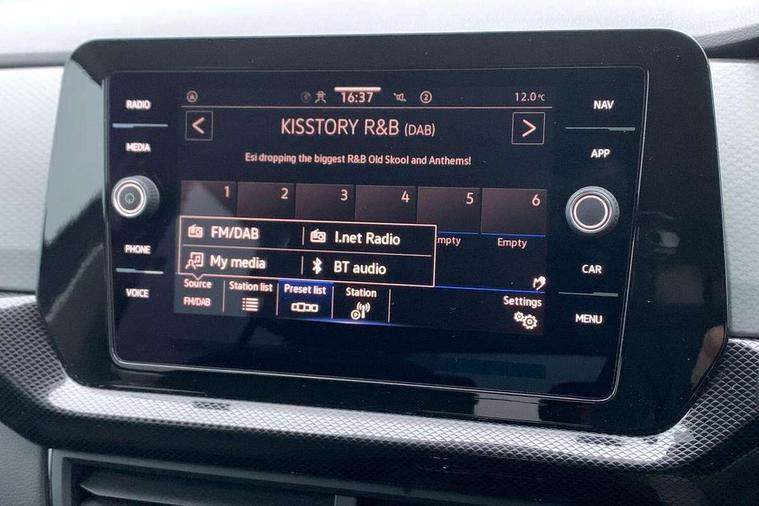 RADIO
MEDIA
PHONE
VOICE
16:37
2
12.0°C
KISSTORY R&B (DAB)
Esi dropping the biggest R&B Old Skool and Anthems!
1 2 3 4 5 6
mpty Empty
FM/DAB I.net Radio
My media BT audio
Source Station list Preset list Station Settings
FM/DAB
NAV
APP
CAR
MENU